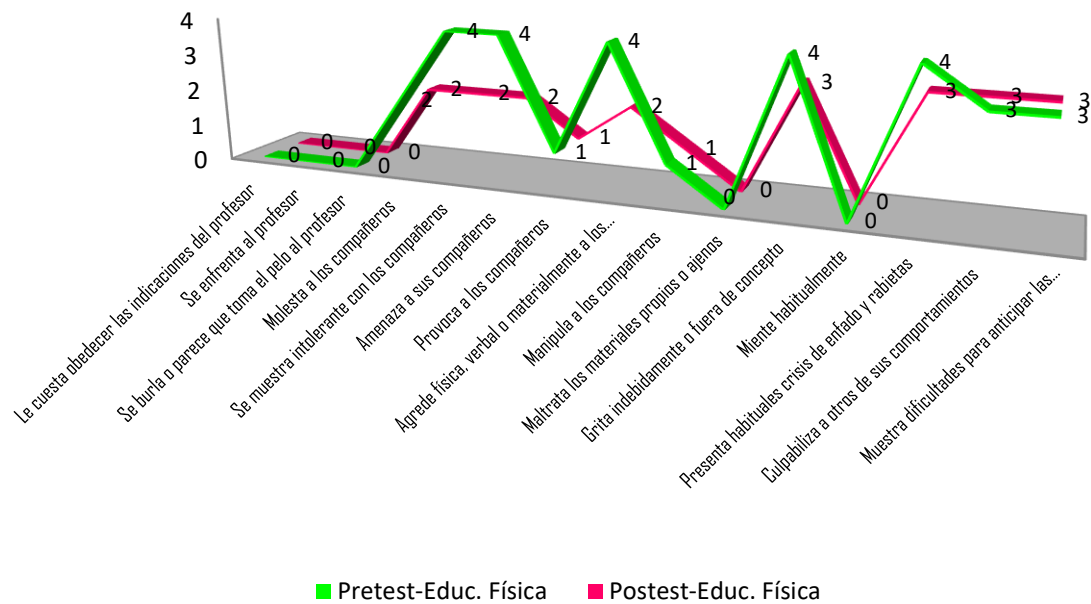 4
3
2
1
0
0 0 0 2 4 4 1 4 1 0 4 0 4 3 3
0 0 0 2 2 2 1 2 1 0 3 0 3 3 3
Le cuesta obedecer las indicaciones del profesor
Se enfrenta al profesor
Se burla o parece que toma el pelo al profesor
Molesta a los compañeros
Se muestra intolerante con los compañeros
Amenaza a sus compañeros
Provoca a los compañeros
Agrede física, verbal o materialmente a los...
Manipula a los compañeros
Maltrata los materiales propios o ajenos
Grita indebidamente o fuera de concepto
Miente habitualmente
Presenta habituales crisis de enfado y rabietas
Culpabiliza a otros de sus comportamientos
Muestra dificultades para anticipar las...
Pretest-Educ. Física
Postest-Educ. Física